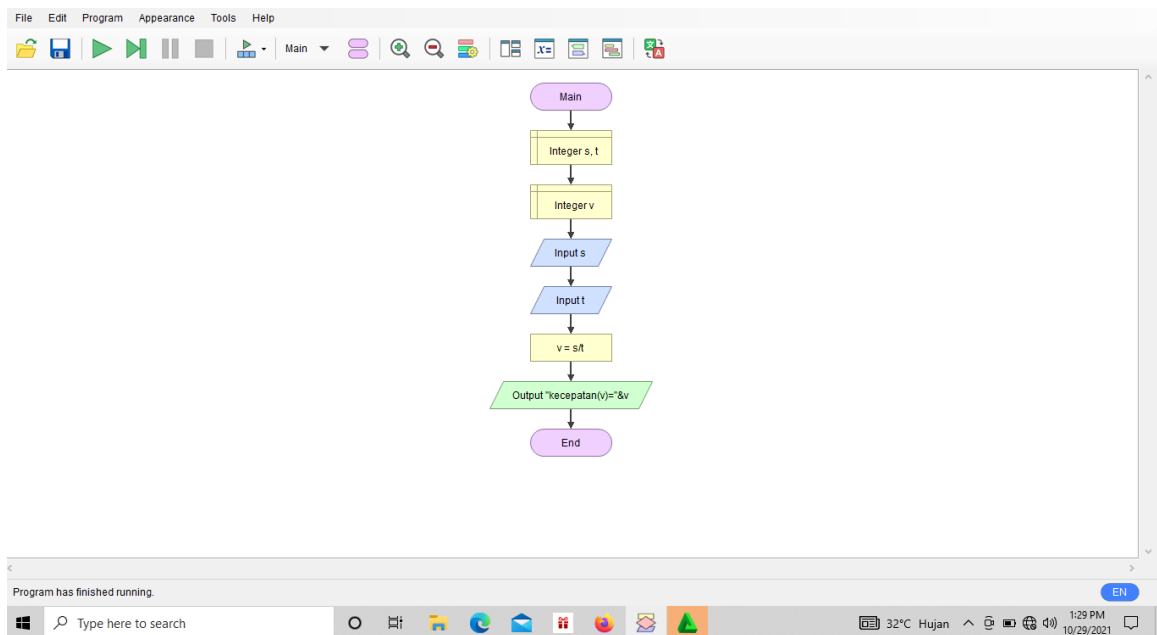 File Edit Program Appearance Tools Help
Main
x=
Main
Integer s, t
Integer v
Input s
Input t
v = s/t
Output "kecepatan(v)="&v
End
Program has finished running.
EN
Type here to search
32°C Hujan
1:29 PM
10/29/2021